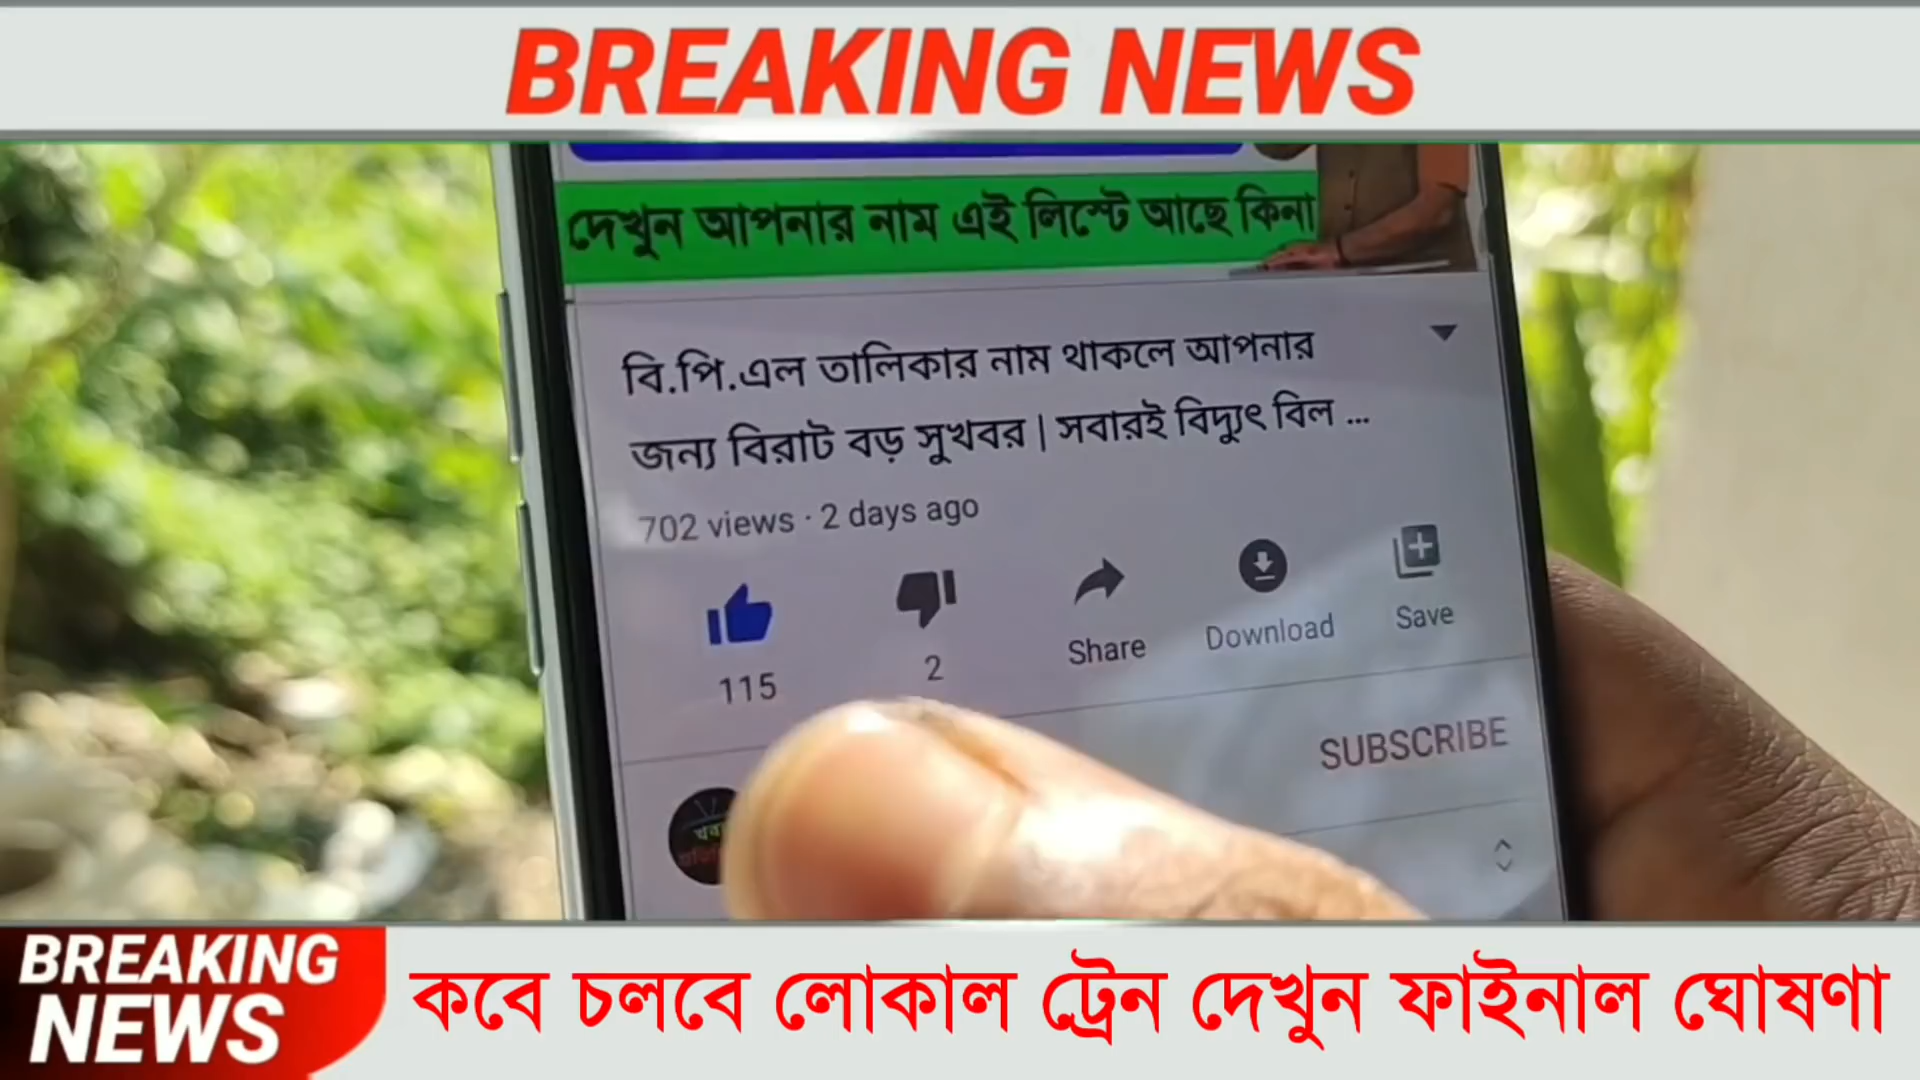 BREAKING NEWS
দেখুন আপনার নাম এই লিস্টে আছে কিনা
বি.পি.এল তালিকার নাম থাকলে আপনার
জন্য বিরাট বড় সুখবর | সবারই বিদ্যুৎ বিল ...
702 views · 2 days ago
115
2
Share
Download
Save
SUBSCRIBE
BREAKING
NEWS
কবে চলবে লোকাল ট্রেন দেখুন ফাইনাল ঘোষণা